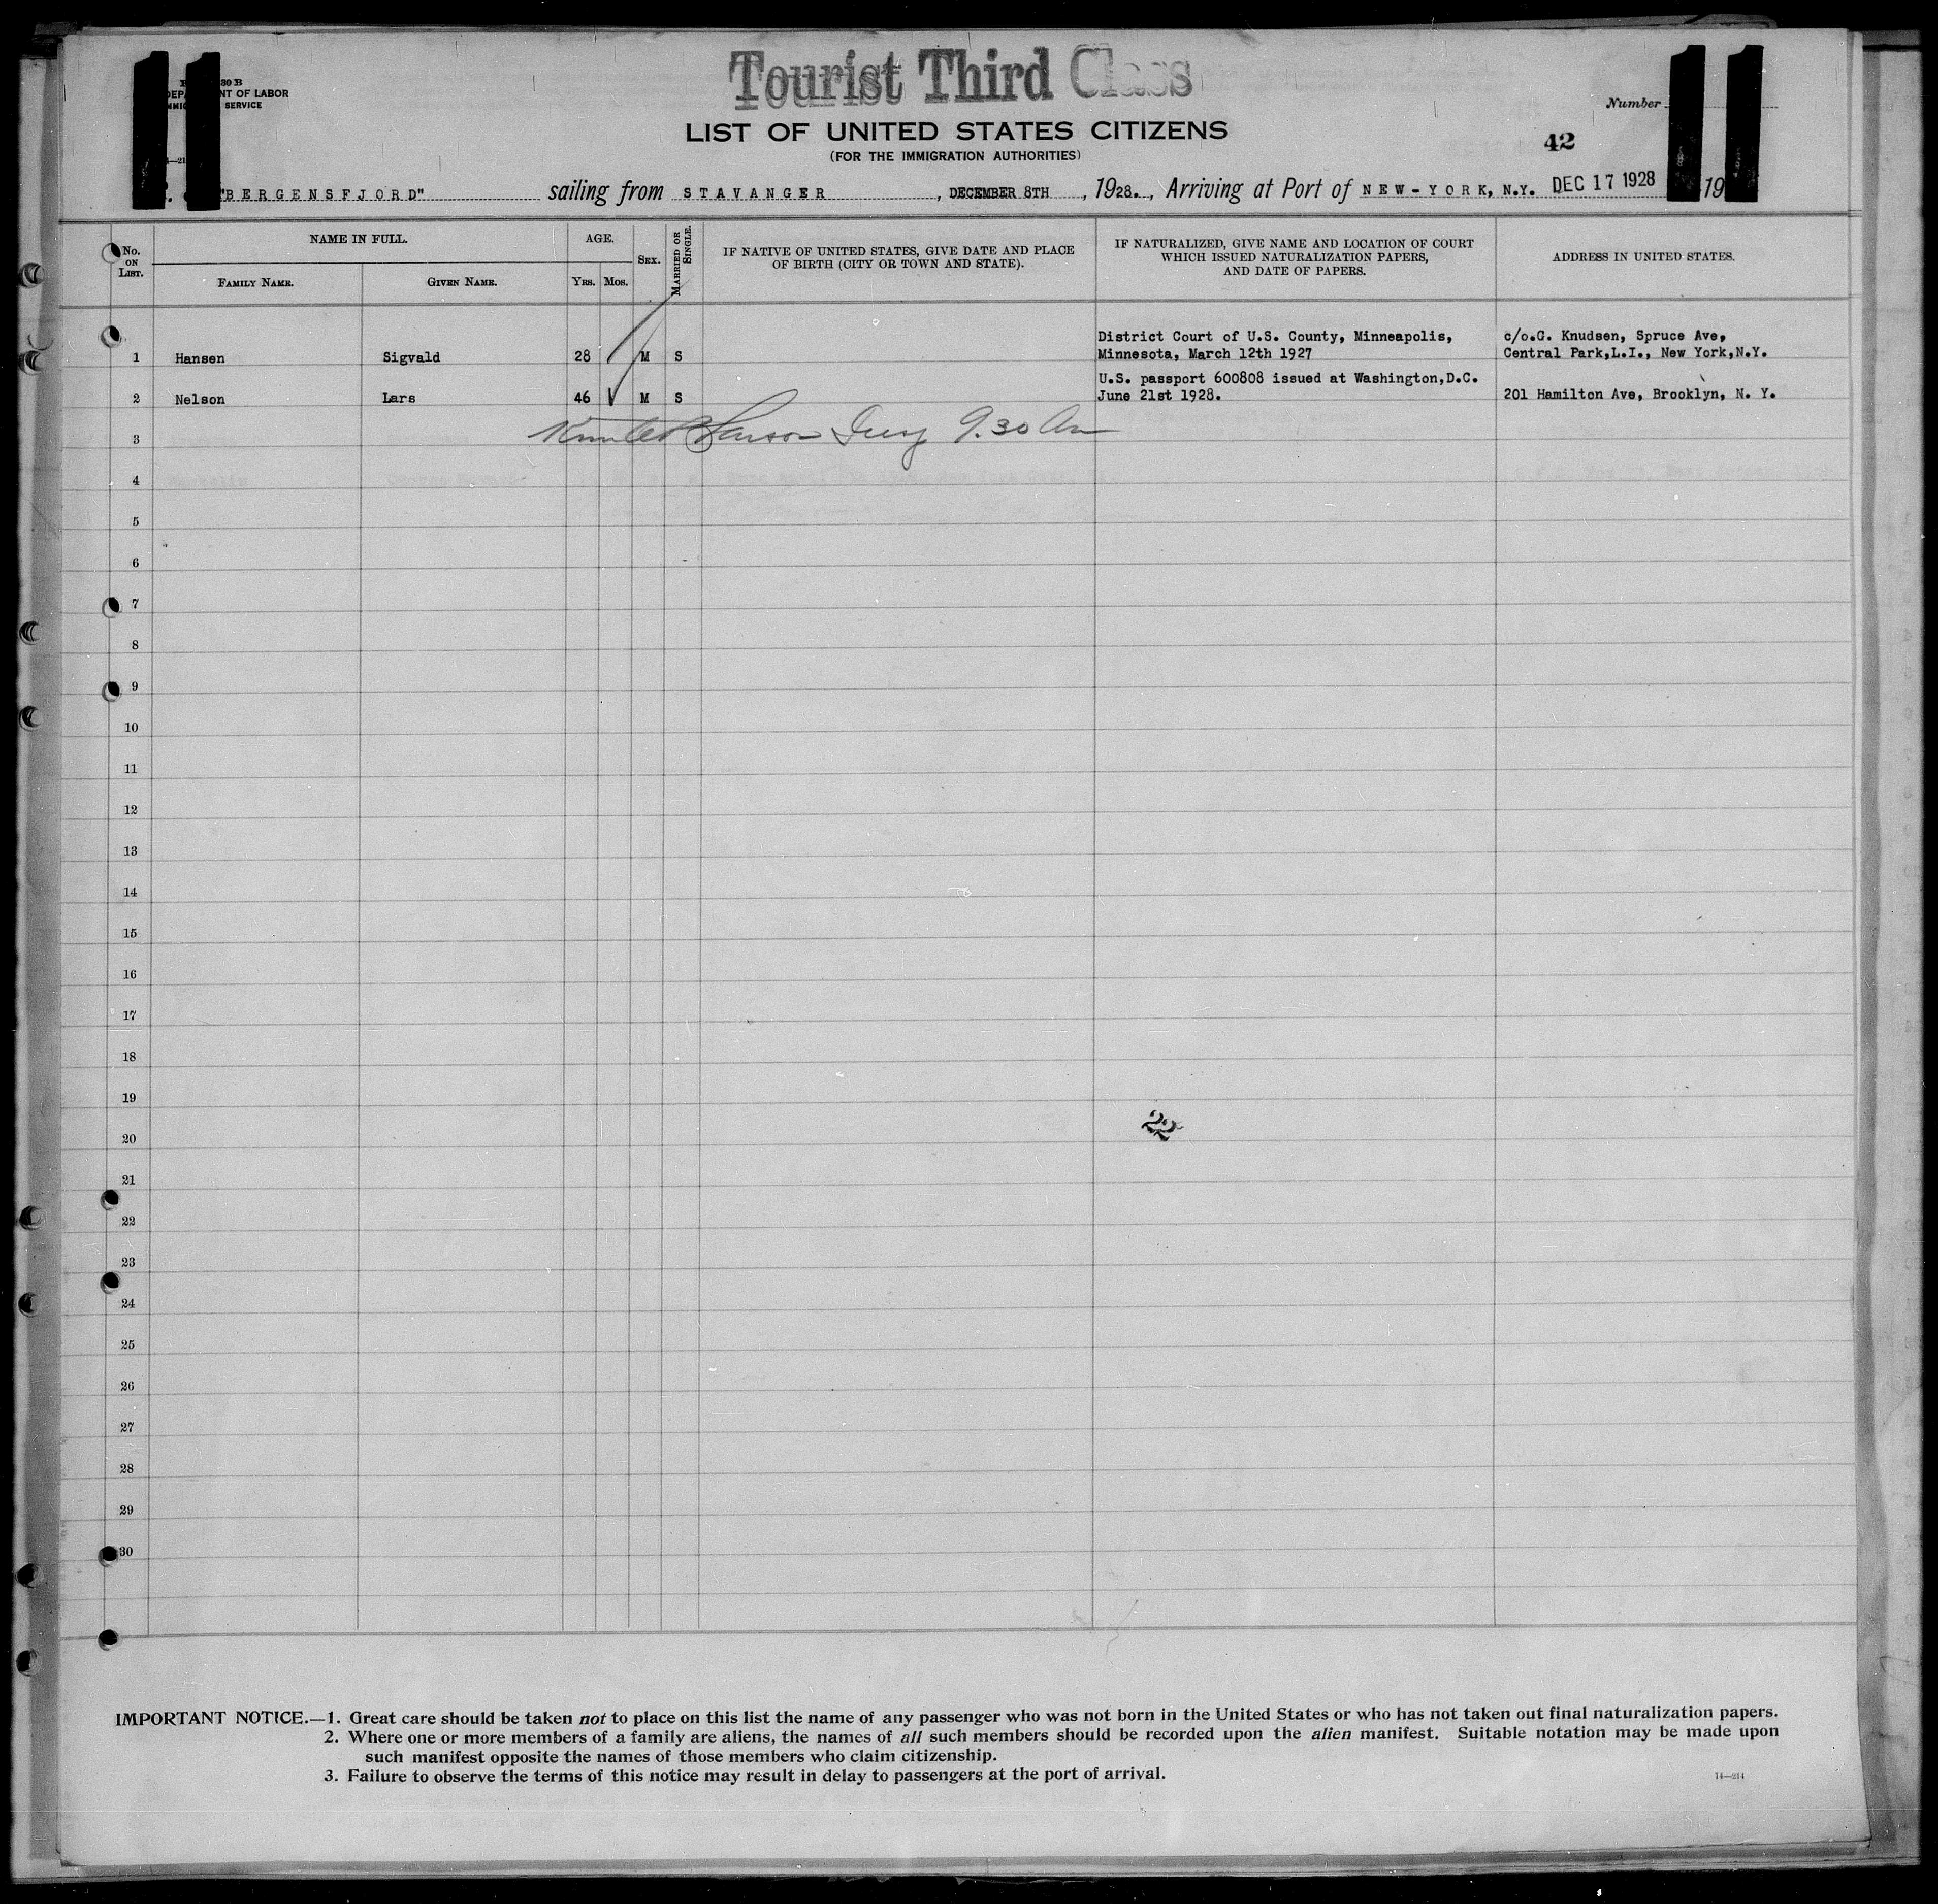 Tourist Third Class
30 B
NT OF LABOR
SERVICE
Number
11 11
LIST OF UNITED STATES CITIZENS
(FOR THE IMMIGRATION AUTHORITIES)
42
"BERGENSFJORD" sailing from STAVANGER, DECEMBER 8TH, 1928., Arriving at Port of NEW-YORK, N.Y. DEC 17 1928 19
No. ON LIST. NAME IN FULL. AGE. SEX. MARRIED OR SINGLE. IF NATIVE OF UNITED STATES, GIVE DATE AND PLACE OF BIRTH (CITY OR TOWN AND STATE). IF NATURALIZED, GIVE NAME AND LOCATION OF COURT WHICH ISSUED NATURALIZATION PAPERS, AND DATE OF PAPERS. ADDRESS IN UNITED STATES.
FAMILY NAME. GIVEN NAME. YRS. MOS.
District Court of U.S. County, Minneapolis, c/o.G. Knudsen, Spruce Ave,
1 Hansen Sigvald 28 M S Minnesota, March 12th 1927 Central Park,L.I., New York,N.Y.
U.S. passport 600808 issued at Washington,D.C.
2 Nelson Lars 46 M S June 21st 1928. 201 Hamilton Ave, Brooklyn, N. Y.
3 Larson 9.30 Am
4
5
6
7
8
9
10
11
12
13
14
15
16
17
18
19
22
20
21
22
23
24
25
26
27
28
29
30
IMPORTANT NOTICE.—1. Great care should be taken not to place on this list the name of any passenger who was not born in the United States or who has not taken out final naturalization papers.
2. Where one or more members of a family are aliens, the names of all such members should be recorded upon the alien manifest. Suitable notation may be made upon
such manifest opposite the names of those members who claim citizenship.
3. Failure to observe the terms of this notice may result in delay to passengers at the port of arrival.
14—214